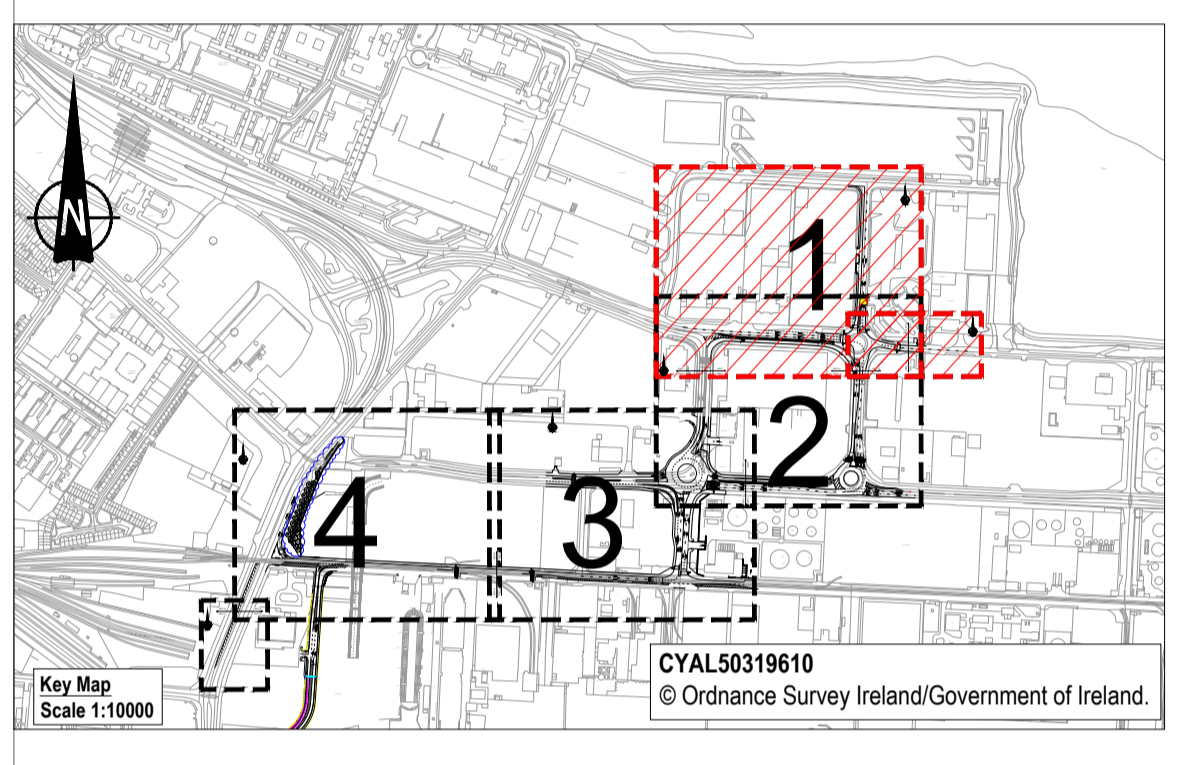 N
1
2
3
4
Key Map
Scale 1:10000
CYAL50319610
© Ordnance Survey Ireland/Government of Ireland.